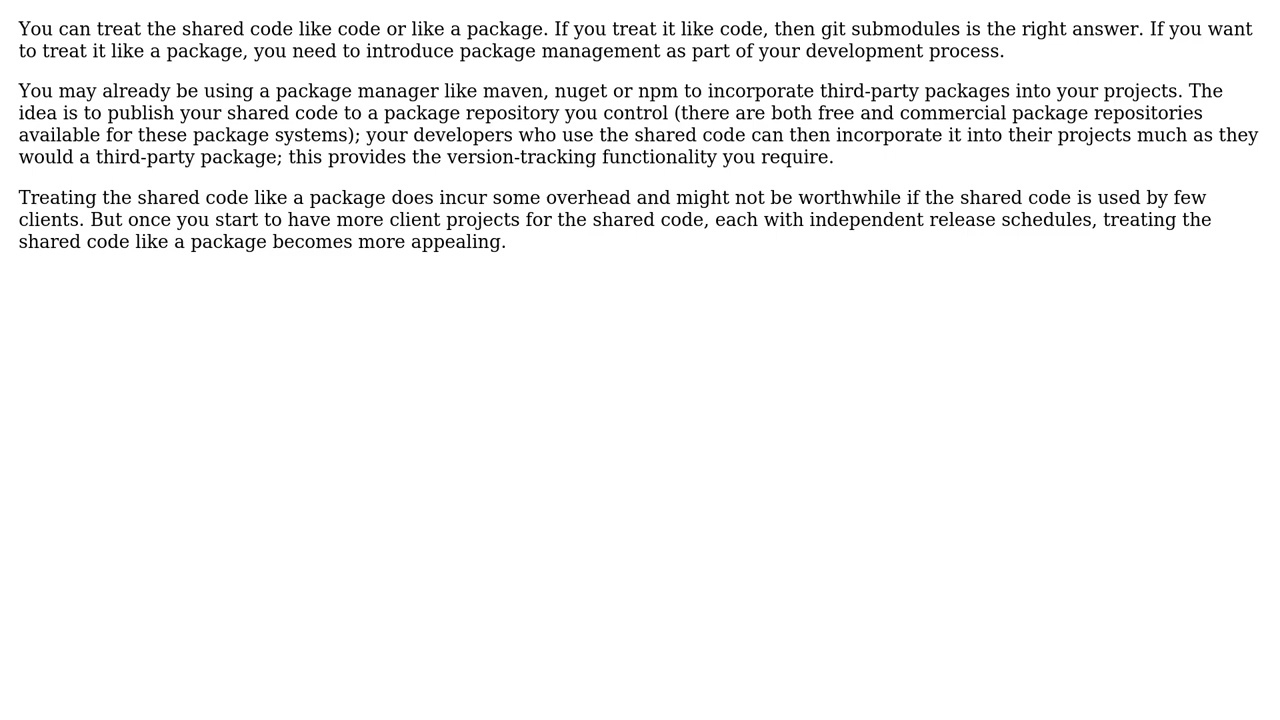 You can treat the shared code like code or like a package. If you treat it like code, then git submodules is the right answer. If you want
to treat it like a package, you need to introduce package management as part of your development process.
You may already be using a package manager like maven, nuget or npm to incorporate third-party packages into your projects. The
idea is to publish your shared code to a package repository you control (there are both free and commercial package repositories
available for these package systems); your developers who use the shared code can then incorporate it into their projects much as they
would a third-party package; this provides the version-tracking functionality you require.
Treating the shared code like a package does incur some overhead and might not be worthwhile if the shared code is used by few
clients. But once you start to have more client projects for the shared code, each with independent release schedules, treating the
shared code like a package becomes more appealing.